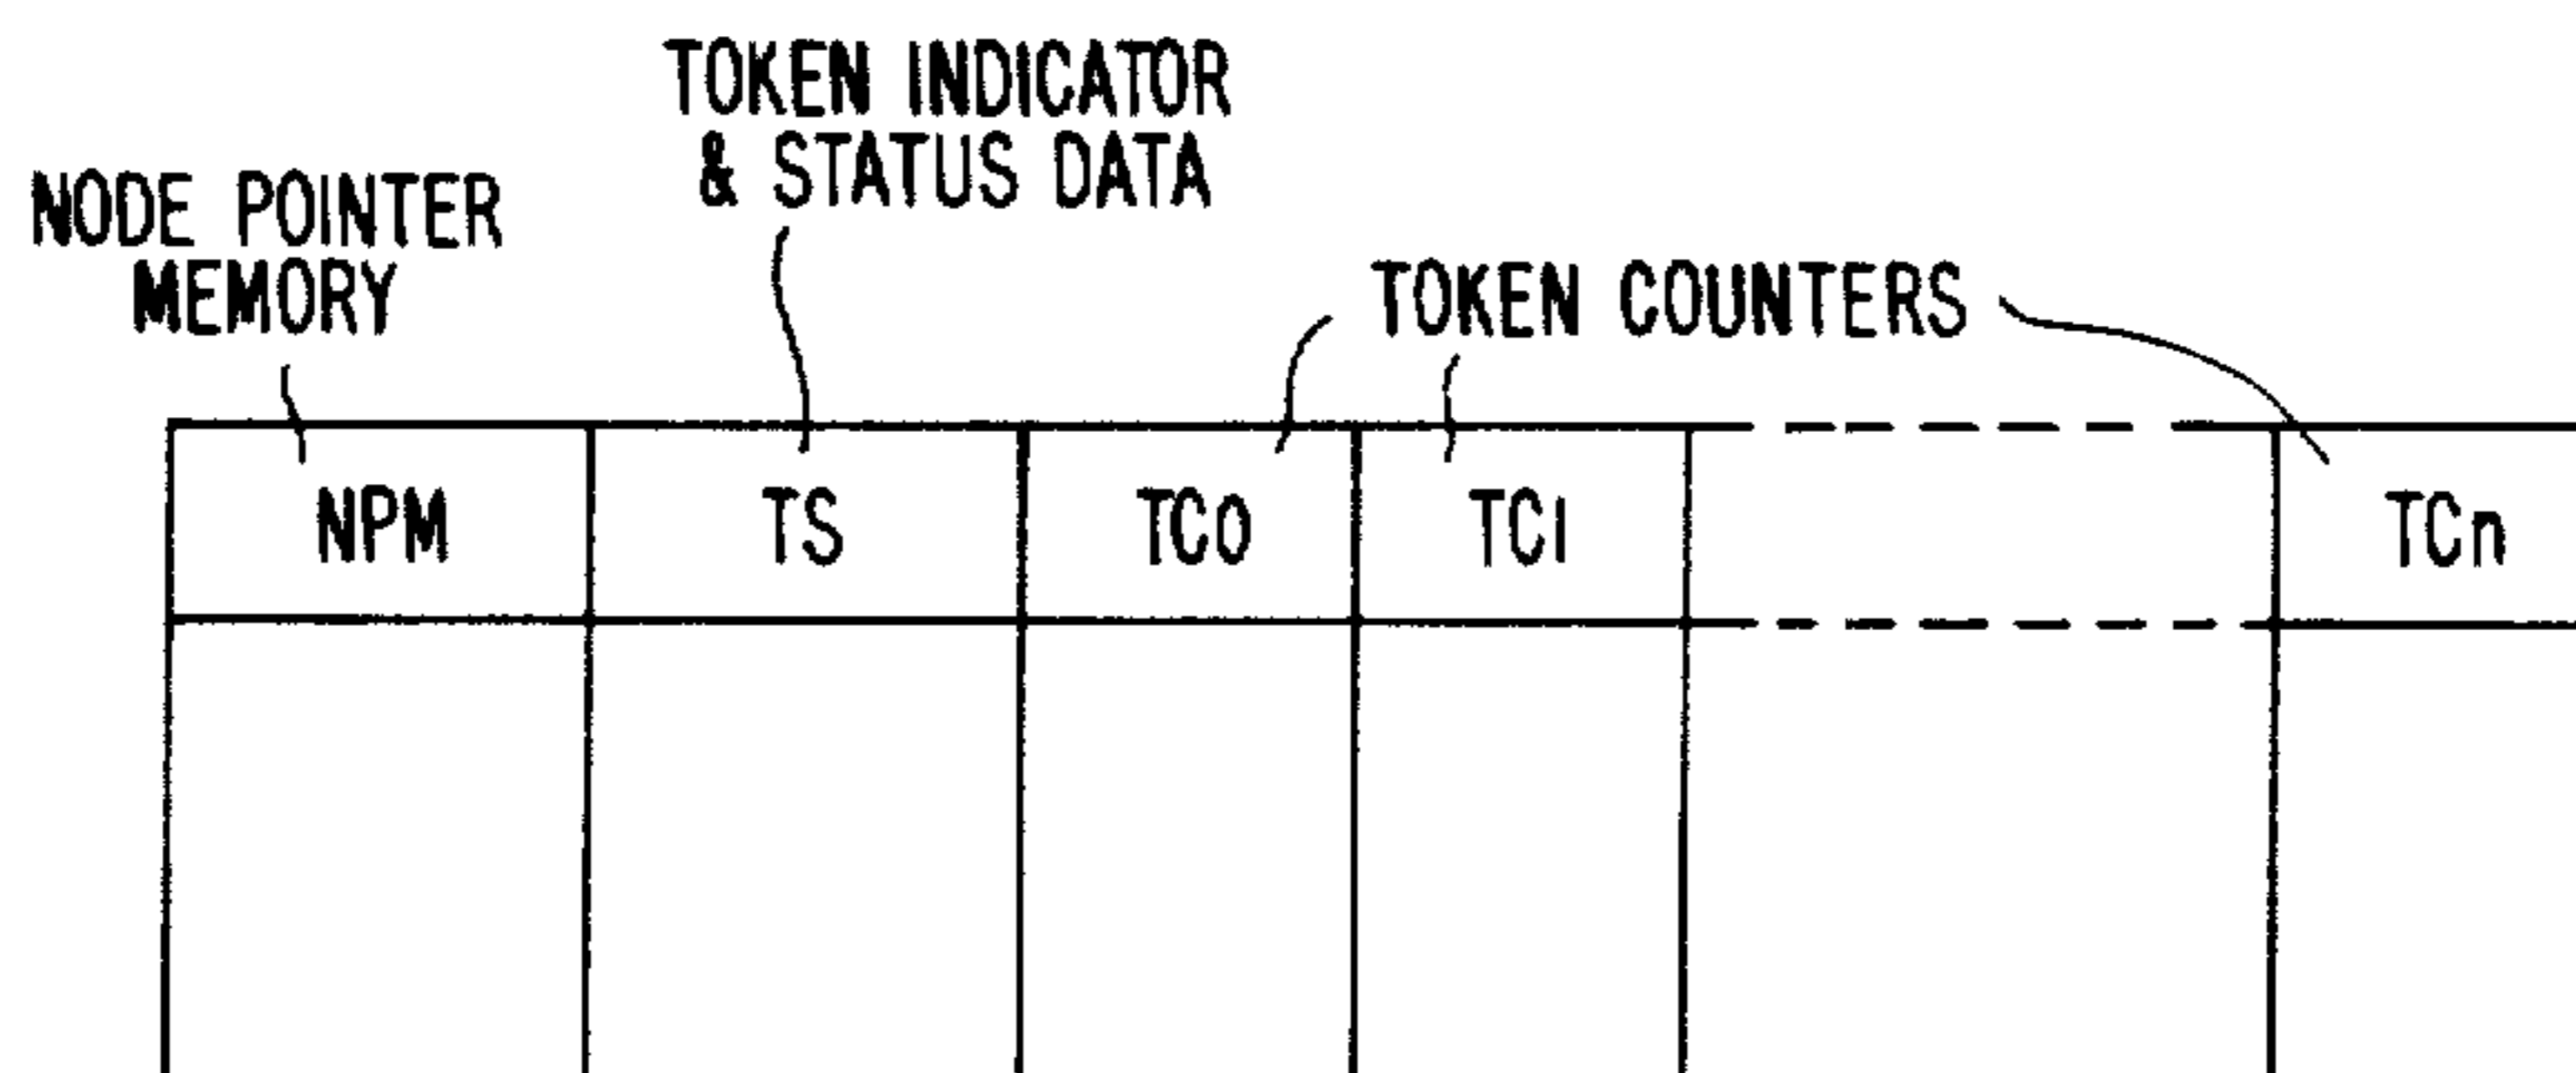 TOKEN INDICATOR
& STATUS DATA
NODE POINTER
MEMORY
TOKEN COUNTERS
NPM TS TC0 TC1 TCn